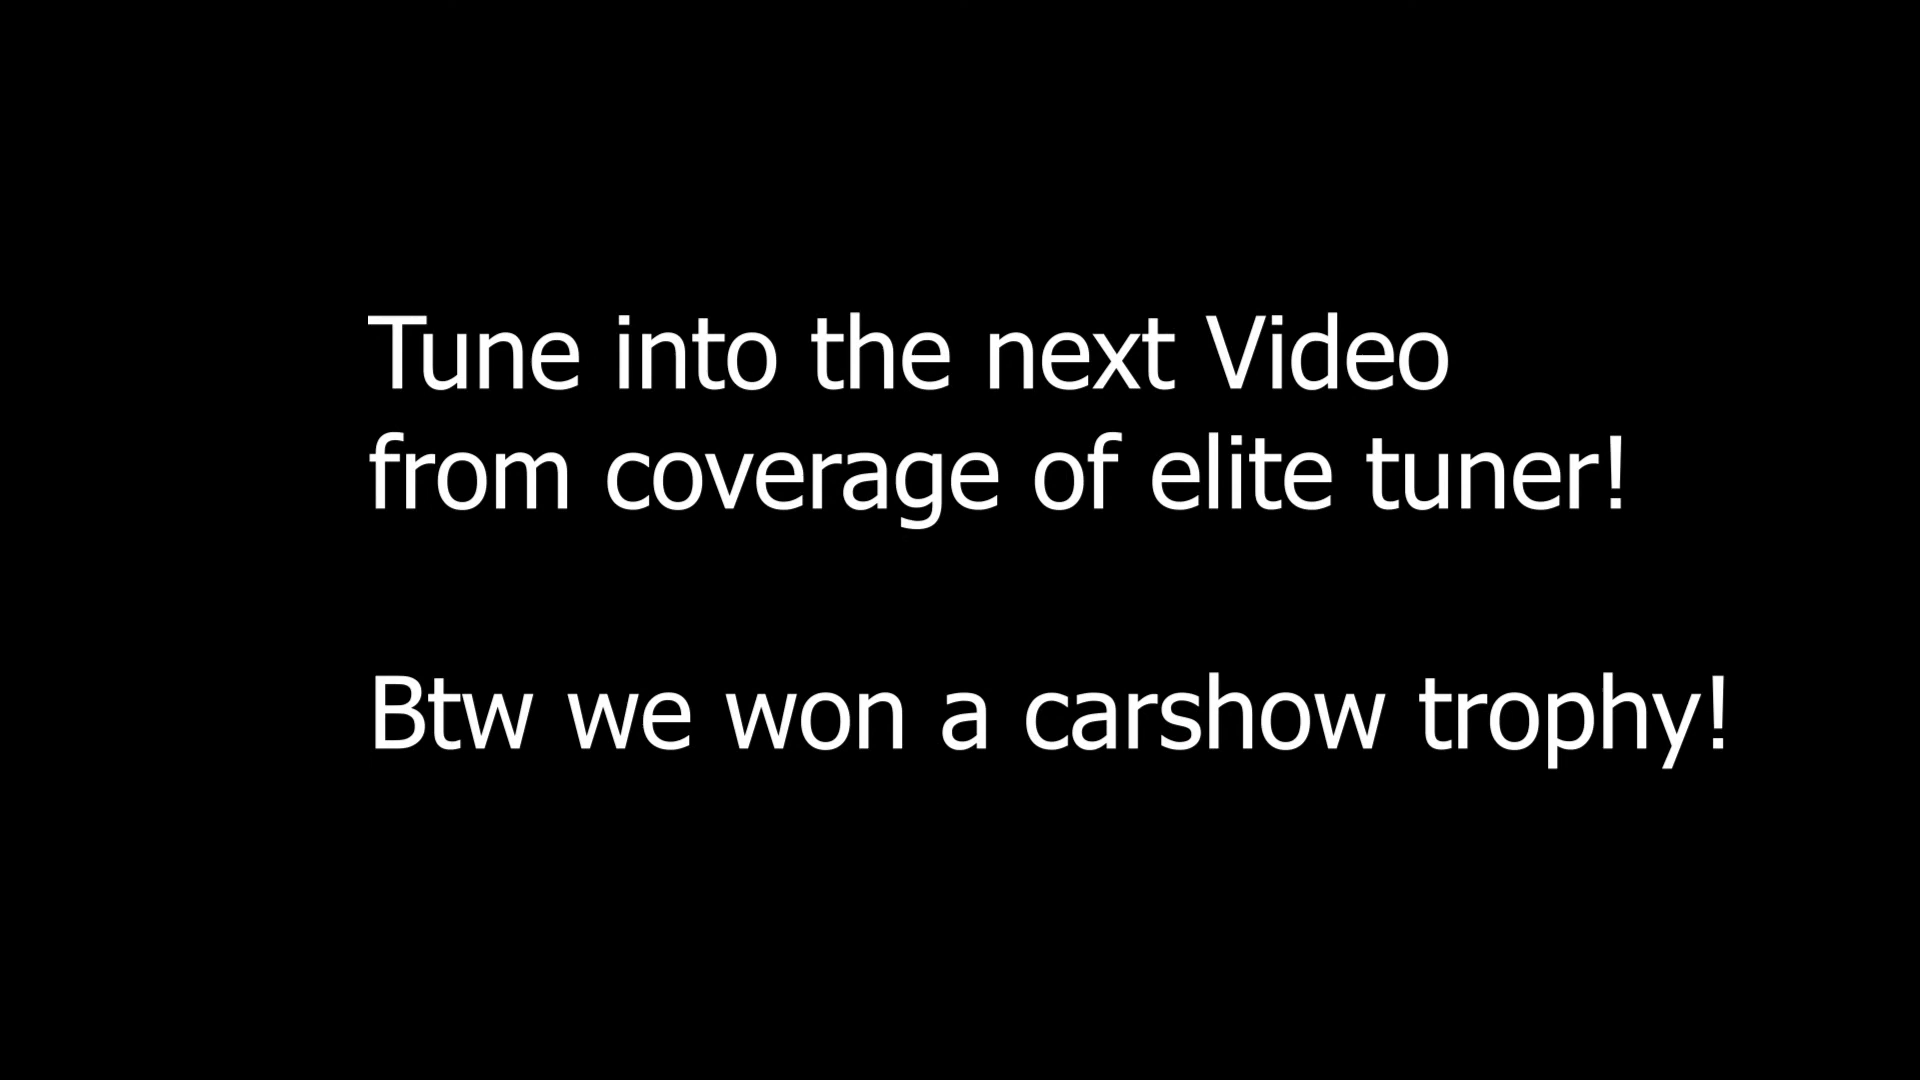 Tune into the next Video
from coverage of elite tuner!
Btw we won a carshow trophy!